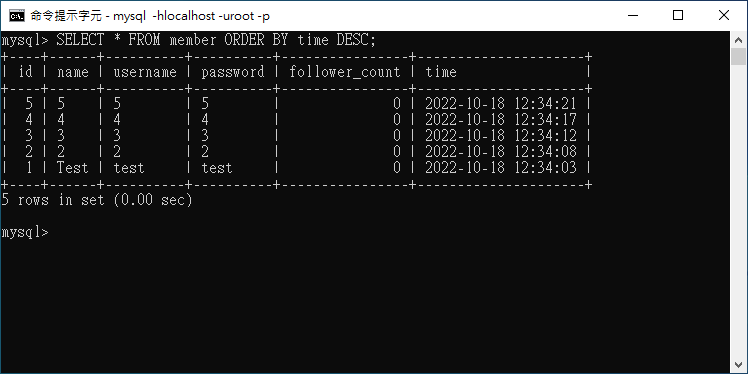 命令提示字元 - mysql  -hlocalhost -uroot -p
mysql> SELECT * FROM member ORDER BY time DESC;
+----+------+----------+----------+----------------+---------------------+
| id | name | username | password | follower_count | time                |
+----+------+----------+----------+----------------+---------------------+
|  5 | 5    | 5        | 5        |              0 | 2022-10-18 12:34:21 |
|  4 | 4    | 4        | 4        |              0 | 2022-10-18 12:34:17 |
|  3 | 3    | 3        | 3        |              0 | 2022-10-18 12:34:12 |
|  2 | 2    | 2        | 2        |              0 | 2022-10-18 12:34:08 |
|  1 | Test | test     | test     |              0 | 2022-10-18 12:34:03 |
+----+------+----------+----------+----------------+---------------------+
5 rows in set (0.00 sec)
mysql>